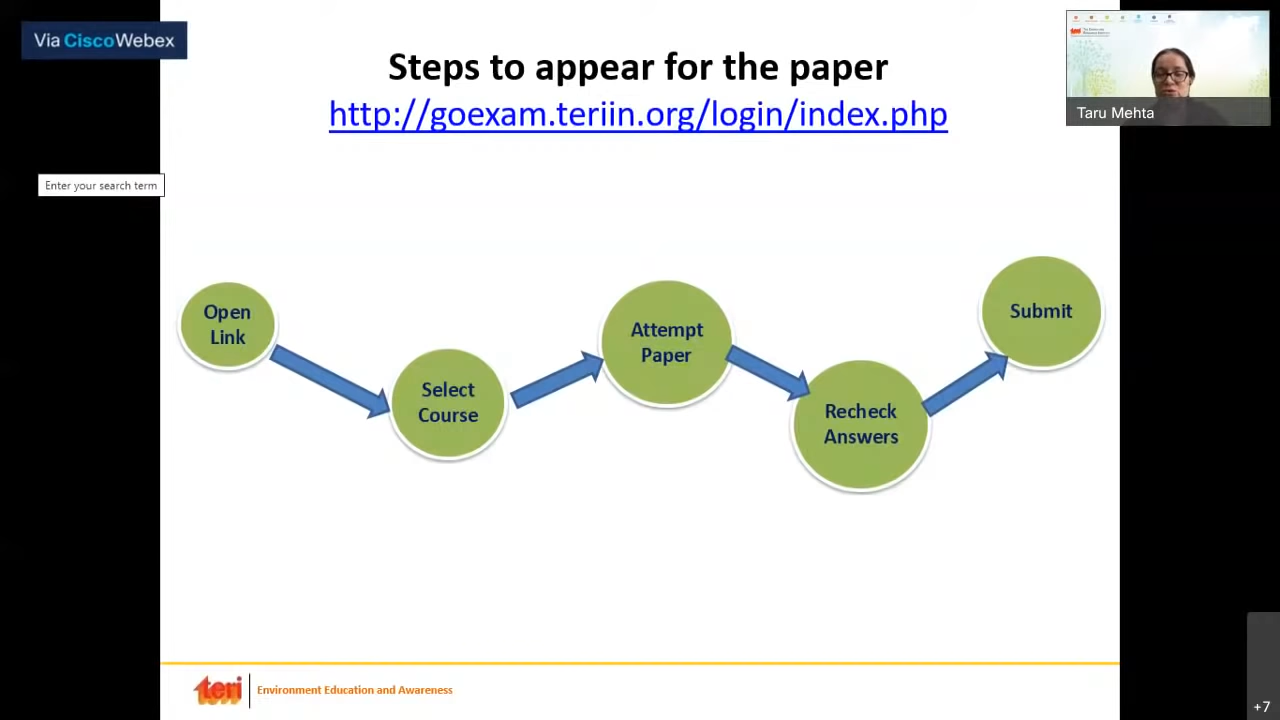 Via CiscoWebex
Steps to appear for the paper
http://goexam.teriin.org/login/index.php
Taru Mehta
Enter your search term
Open
Link
Select
Course
Attempt
Paper
Recheck
Answers
Submit
teri
Environment Education and Awareness
+7